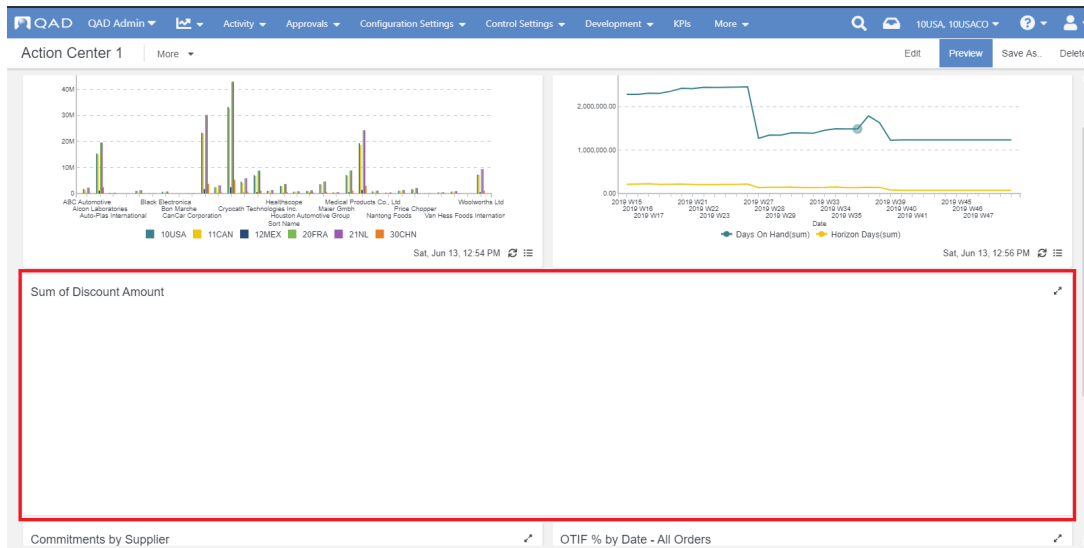 QAD QAD Admin Activity Approvals Configuration Settings Control Settings Development KPIs More 10USA, 10USACO
Action Center 1 More Edit Preview Save As.. Delete
40M
30M
20M
10M
0
ABC Automotive Black Electronica Healthscope Medical Products Co., Ltd Woolworths Ltd
Alcon Laboratories Bon Marche Cryocath Technologies Inc. Maier Gmbh Price Chopper
Auto-Plas International CanCar Corporation Houston Automotive Group Nantong Foods Van Hess Foods Internatior
Sort Name
10USA 11CAN 12MEX 20FRA 21NL 30CHN
Sat, Jun 13, 12:54 PM
2,000,000.00
1,000,000.00
0.00
2019 W15 2019 W21 2019 W27 2019 W33 2019 W39 2019 W45
2019 W16 2019 W22 2019 W28 2019 W34 2019 W40 2019 W46
2019 W17 2019 W23 2019 W29 2019 W35 2019 W41 2019 W47
Date
Days On Hand(sum) Horizon Days(sum)
Sat, Jun 13, 12:56 PM
Sum of Discount Amount
Commitments by Supplier
OTIF % by Date - All Orders